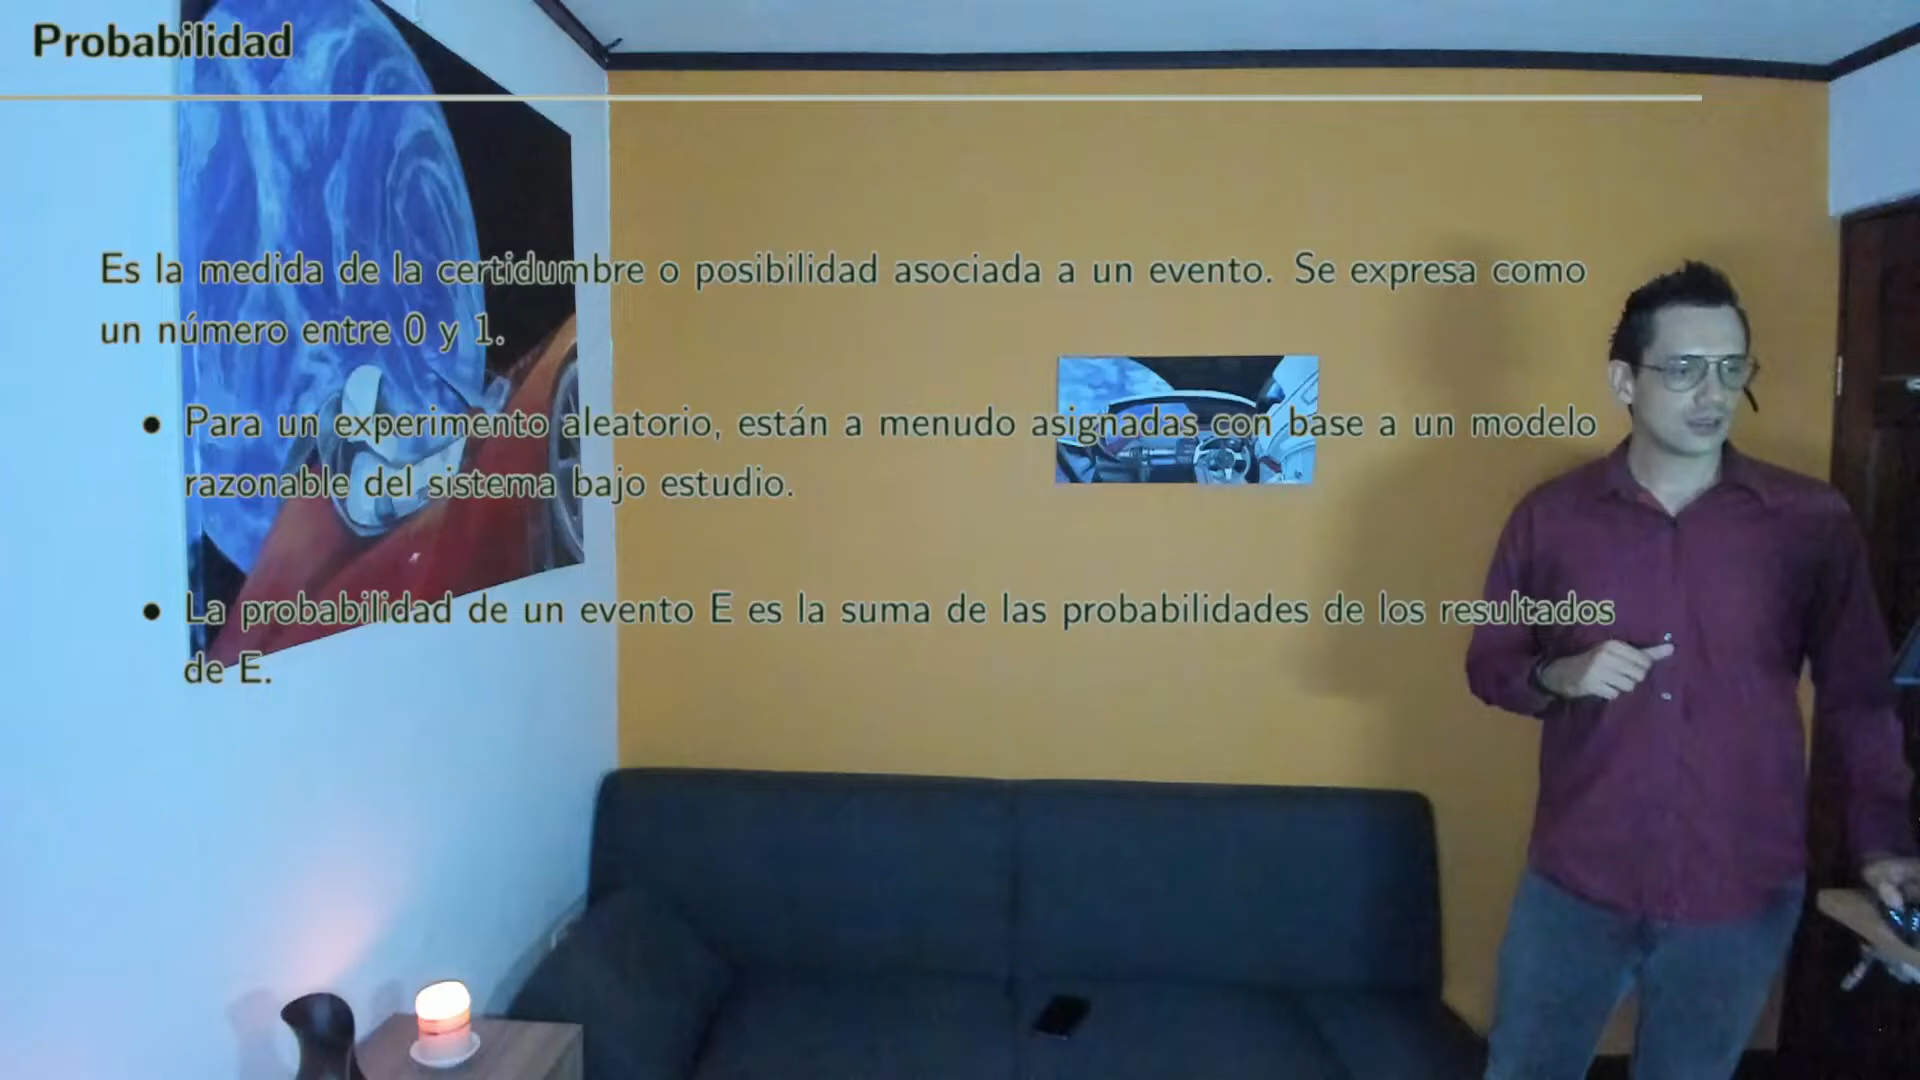 Probabilidad
Es la medida de la certidumbre o posibilidad asociada a un evento. Se expresa como
un número entre 0 y 1.
• Para un experimento aleatorio, están a menudo asignadas con base a un modelo
razonable del sistema bajo estudio.
• La probabilidad de un evento E es la suma de las probabilidades de los resultados
de E.